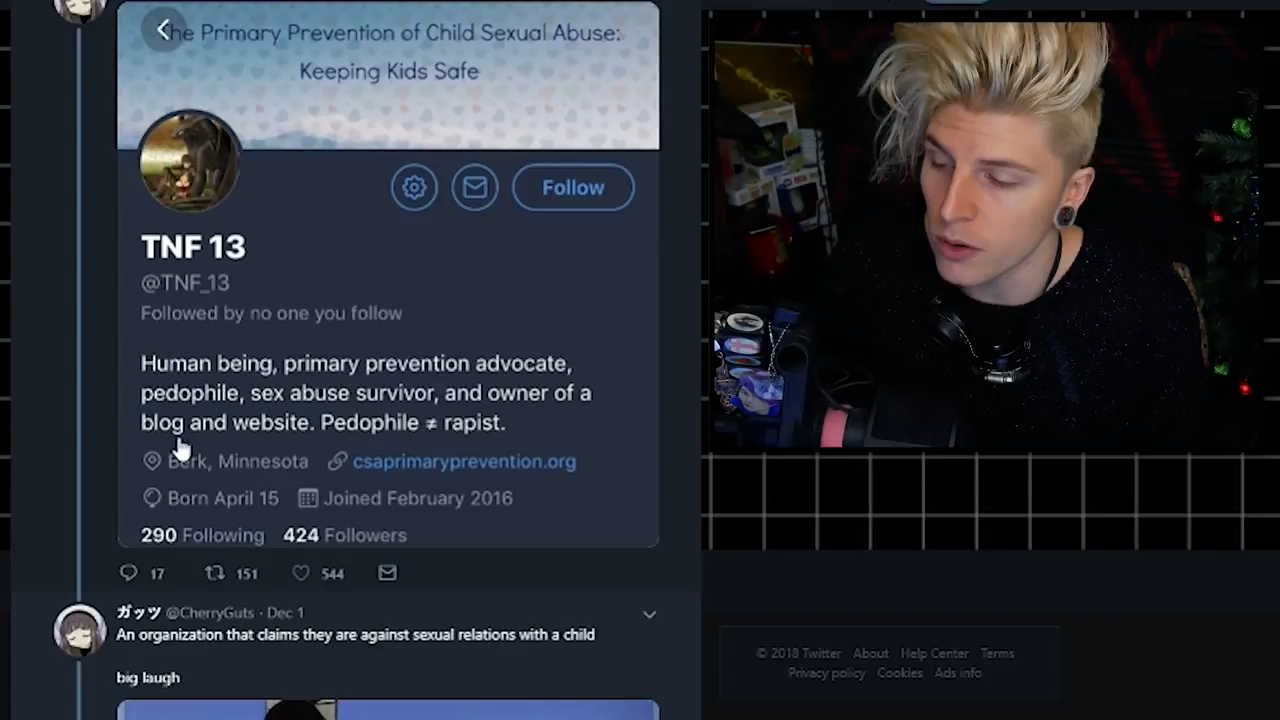 The Primary Prevention of Child Sexual Abuse:
Keeping Kids Safe
Follow
TNF 13
@TNF_13
Followed by no one you follow
Human being, primary prevention advocate,
pedophile, sex abuse survivor, and owner of a
blog and website. Pedophile ≠ rapist.
Berk, Minnesota csaprimaryprevention.org
Born April 15 Joined February 2016
290 Following 424 Followers
17 151 544
ガッツ @CherryGuts · Dec 1
An organization that claims they are against sexual relations with a child
big laugh
© 2018 Twitter About Help Center Terms
Privacy policy Cookies Ads info